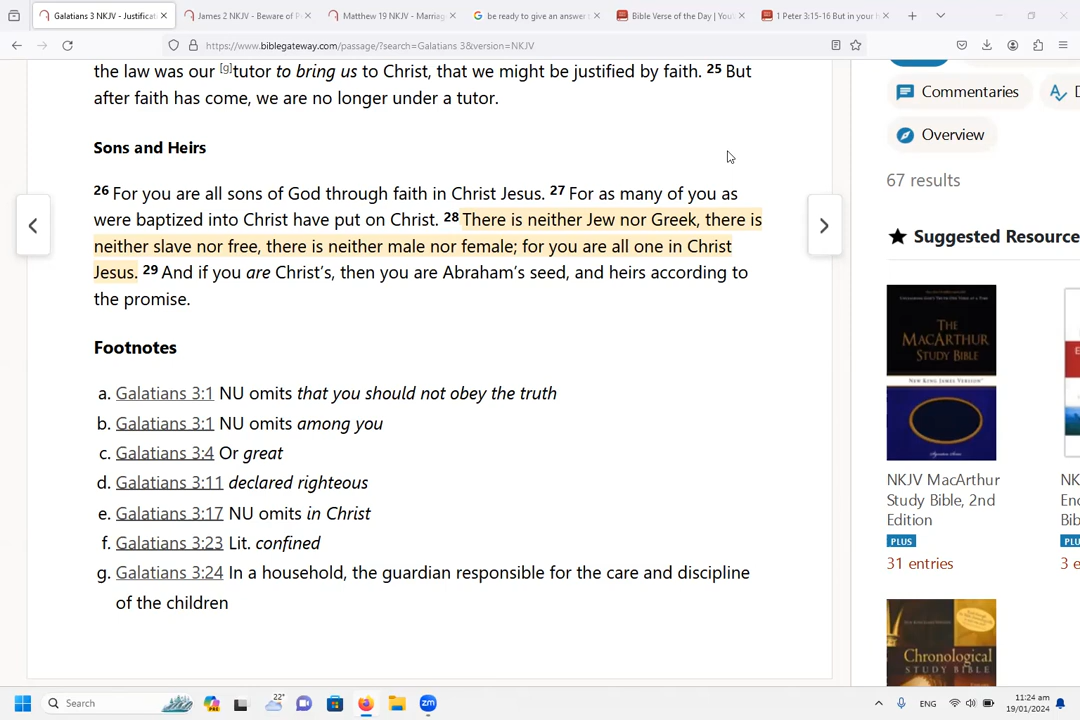 Galatians 3 NKJV - Justificat
James 2 NKJV - Beware of P
Matthew 19 NKJV - Marriag
be ready to give an answer
Bible Verse of the Day | You
1 Peter 3:15-16 But in your h
https://www.biblegateway.com/passage/?search=Galatians 3&version=NKJV
the law was our [g]tutor to bring us to Christ, that we might be justified by faith. 25 But
after faith has come, we are no longer under a tutor.
Sons and Heirs
26 For you are all sons of God through faith in Christ Jesus. 27 For as many of you as
were baptized into Christ have put on Christ. 28 There is neither Jew nor Greek, there is
neither slave nor free, there is neither male nor female; for you are all one in Christ
Jesus. 29 And if you are Christ's, then you are Abraham's seed, and heirs according to
the promise.
Footnotes
a. Galatians 3:1 NU omits that you should not obey the truth
b. Galatians 3:1 NU omits among you
c. Galatians 3:4 Or great
d. Galatians 3:11 declared righteous
e. Galatians 3:17 NU omits in Christ
f. Galatians 3:23 Lit. confined
g. Galatians 3:24 In a household, the guardian responsible for the care and discipline
of the children
Commentaries
Overview
67 results
Suggested Resource
THE
MACARTHUR
STUDY BIBLE
NEW KING JAMES VERSION
NKJV MacArthur
Study Bible, 2nd
Edition
PLUS
31 entries
NK
En
Bib
PLU
3 e
Chronological
STUDY BIBLE
Search
22°
ENG
11:24 am
19/01/2024